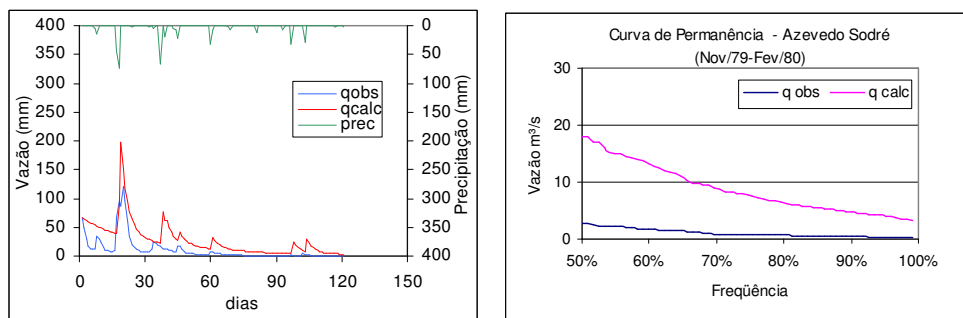 400
350
300
250
200
150
100
50
0
Vazão (mm)
0
50
100
150
200
250
300
350
400
Precipitação (mm)
qobs
qcalc
prec
0
30
60
90
120
150
dias
Curva de Permanência - Azevedo Sodré
(Nov/79-Fev/80)
30
20
10
0
Vazão m³/s
q obs
q calc
50%
60%
70%
80%
90%
100%
Freqüência